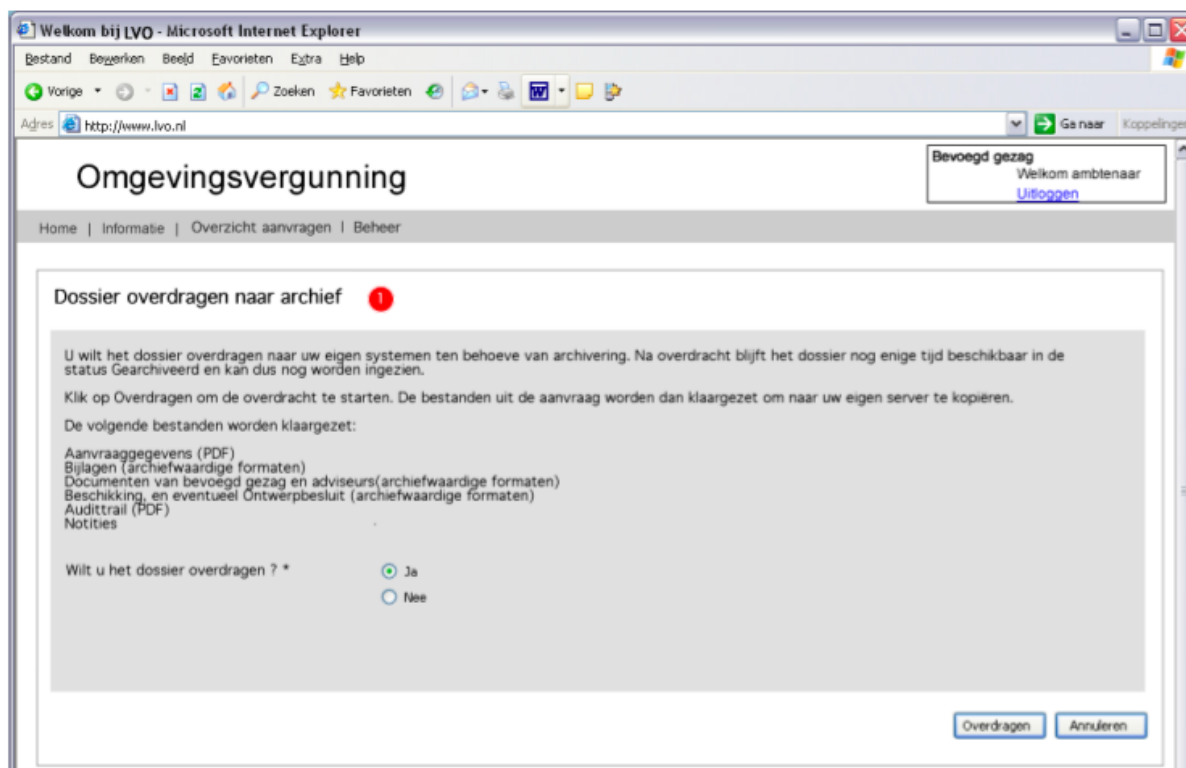 Welkom bij LVO - Microsoft Internet Explorer
Bestand Bewerken Beeld Favorieten Extra Help
Vorige Zoeken Favorieten
Adres http://www.lvo.nl Ga naar Koppelingen
Omgevingsvergunning
Bevoegd gezag
Welkom ambtenaar
Uitloggen
Home | Informatie | Overzicht aanvragen | Beheer
Dossier overdragen naar archief 1
U wilt het dossier overdragen naar uw eigen systemen ten behoeve van archivering. Na overdracht blijft het dossier nog enige tijd beschikbaar in de
status Gearchiveerd en kan dus nog worden ingezien.
Klik op Overdragen om de overdracht te starten. De bestanden uit de aanvraag worden dan klaargezet om naar uw eigen server te kopiëren.
De volgende bestanden worden klaargezet:
Aanvraaggegevens (PDF)
Bijlagen (archiefwaardige formaten)
Documenten van bevoegd gezag en adviseurs(archiefwaardige formaten)
Beschikking, en eventueel Ontwerpbesluit (archiefwaardige formaten)
Audittrail (PDF)
Notities
Wilt u het dossier overdragen ? * Ja
Nee
Overdragen Annuleren